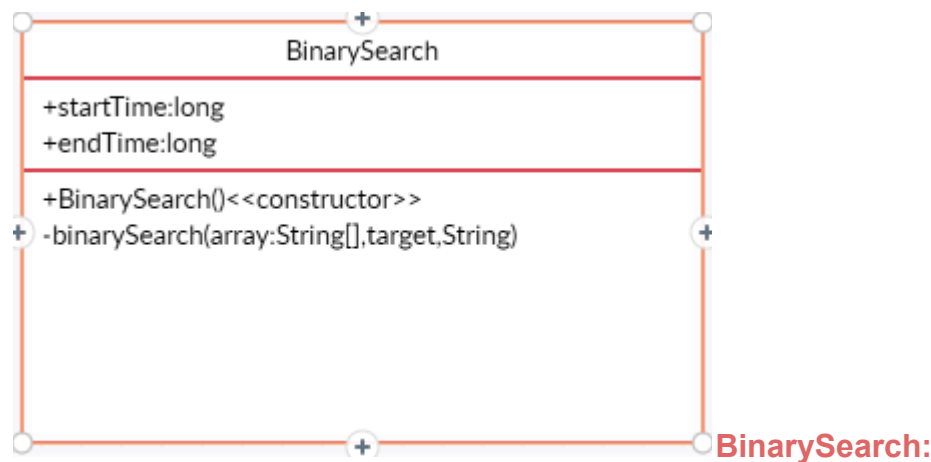 BinarySearch
+startTime:long
+endTime:long
+BinarySearch()<<constructor>>
-binarySearch(array:String[],target,String)
BinarySearch: